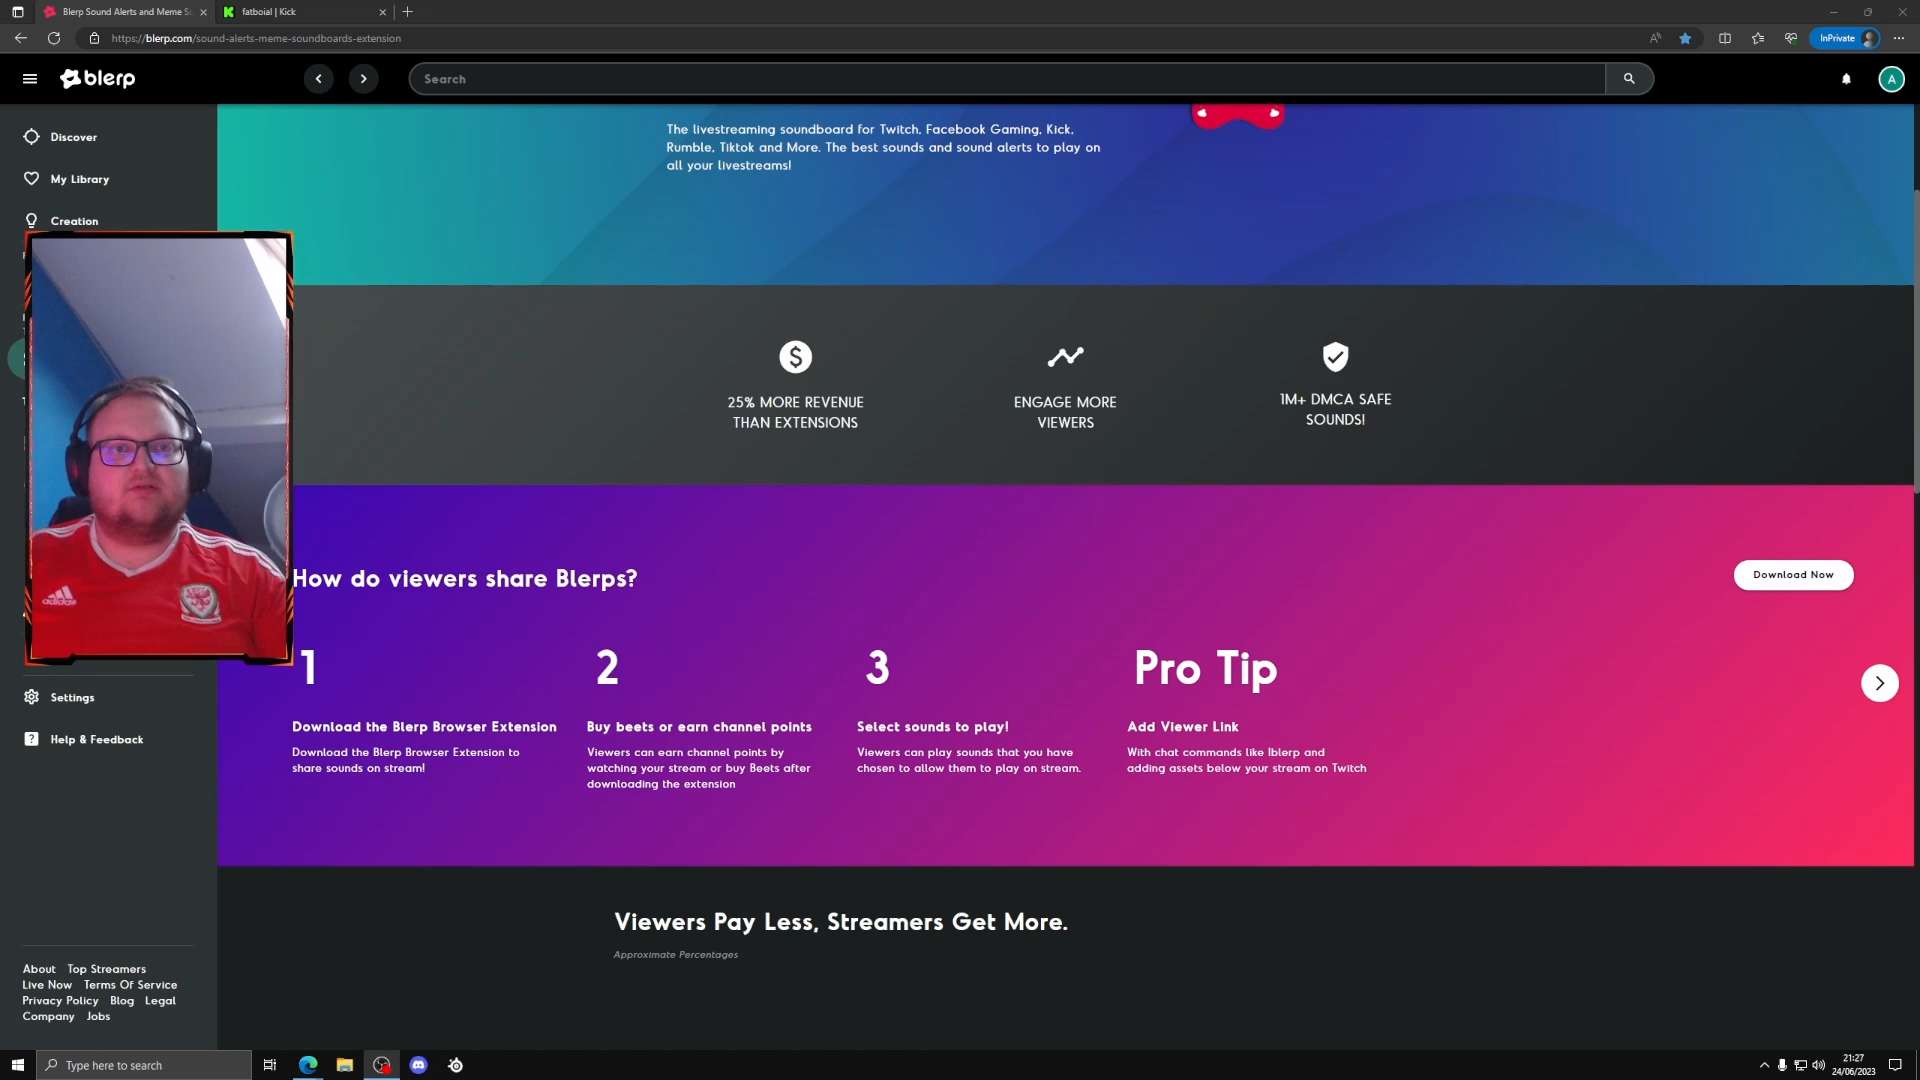 Blerp Sound Alerts and Meme So
fatboial | Kick
https://blerp.com/sound-alerts-meme-soundboards-extension
InPrivate
blerp
Search
A
Discover
My Library
Creation
The livestreaming soundboard for Twitch, Facebook Gaming, Kick,
Rumble, Tiktok and More. The best sounds and sound alerts to play on
all your livestreams!
25% MORE REVENUE
THAN EXTENSIONS
ENGAGE MORE
VIEWERS
1M+ DMCA SAFE
SOUNDS!
adidas
How do viewers share Blerps?
Download Now
1
Download the Blerp Browser Extension
Download the Blerp Browser Extension to
share sounds on stream!
2
Buy beets or earn channel points
Viewers can earn channel points by
watching your stream or buy Beets after
downloading the extension
3
Select sounds to play!
Viewers can play sounds that you have
chosen to allow them to play on stream.
Pro Tip
Add Viewer Link
With chat commands like !blerp and
adding assets below your stream on Twitch
Settings
Help & Feedback
Viewers Pay Less, Streamers Get More.
Approximate Percentages
About Top Streamers
Live Now Terms Of Service
Privacy Policy Blog Legal
Company Jobs
Type here to search
21:27
24/06/2023